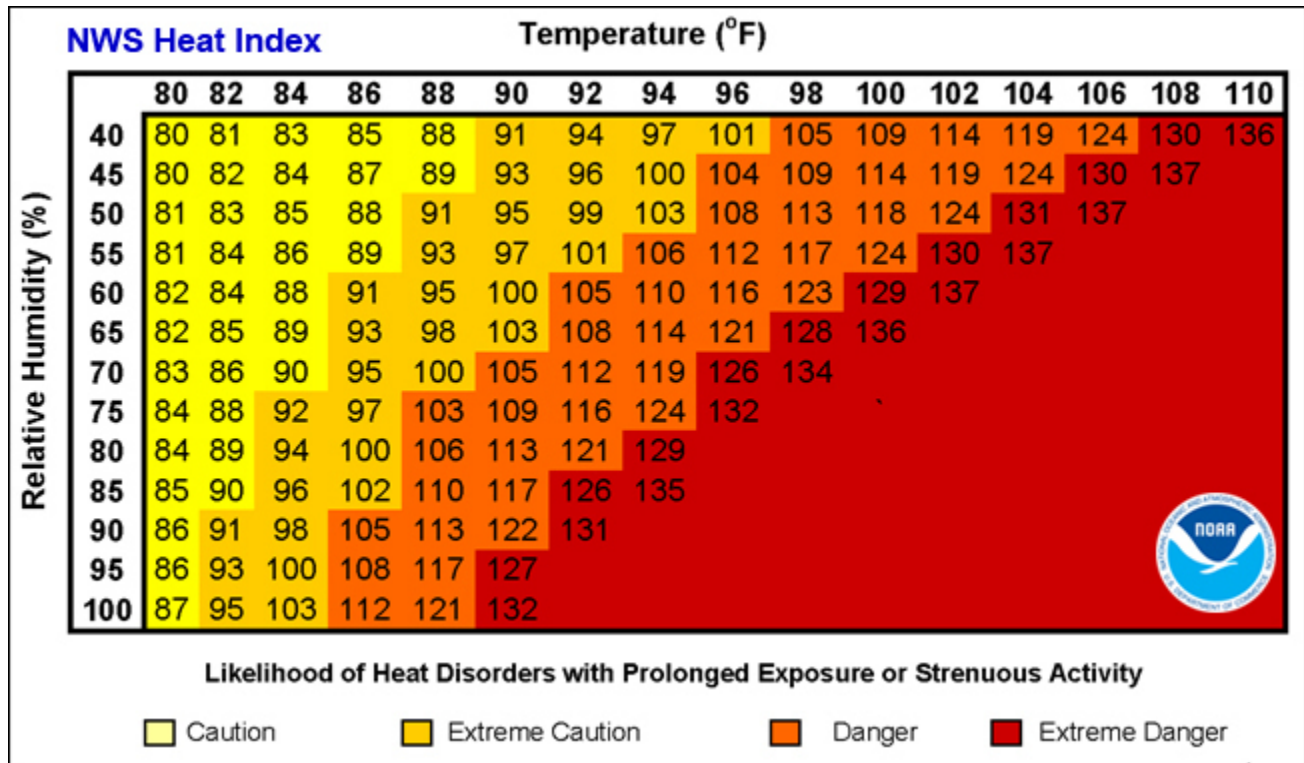 NWS Heat Index
Temperature (°F)
80 82 84 86 88 90 92 94 96 98 100 102 104 106 108 110
Relative Humidity (%)
40 80 81 83 85 88 91 94 97 101 105 109 114 119 124 130 136
45 80 82 84 87 89 93 96 100 104 109 114 119 124 130 137
50 81 83 85 88 91 95 99 103 108 113 118 124 131 137
55 81 84 86 89 93 97 101 106 112 117 124 130 137
60 82 84 88 91 95 100 105 110 116 123 129 137
65 82 85 89 93 98 103 108 114 121 128 136
70 83 86 90 95 100 105 112 119 126 134
75 84 88 92 97 103 109 116 124 132
80 84 89 94 100 106 113 121 129
85 85 90 96 102 110 117 126 135
90 86 91 98 105 113 122 131
95 86 93 100 108 117 127
100 87 95 103 112 121 132
NATIONAL OCEANIC AND ATMOSPHERIC ADMINISTRATION
NOAA
U.S. DEPARTMENT OF COMMERCE
Likelihood of Heat Disorders with Prolonged Exposure or Strenuous Activity
Caution Extreme Caution Danger Extreme Danger